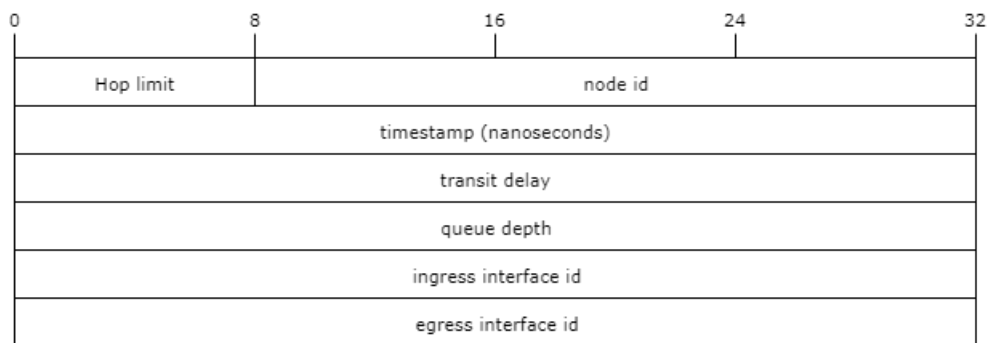 0 8 16 24 32
Hop limit node id
timestamp (nanoseconds)
transit delay
queue depth
ingress interface id
egress interface id